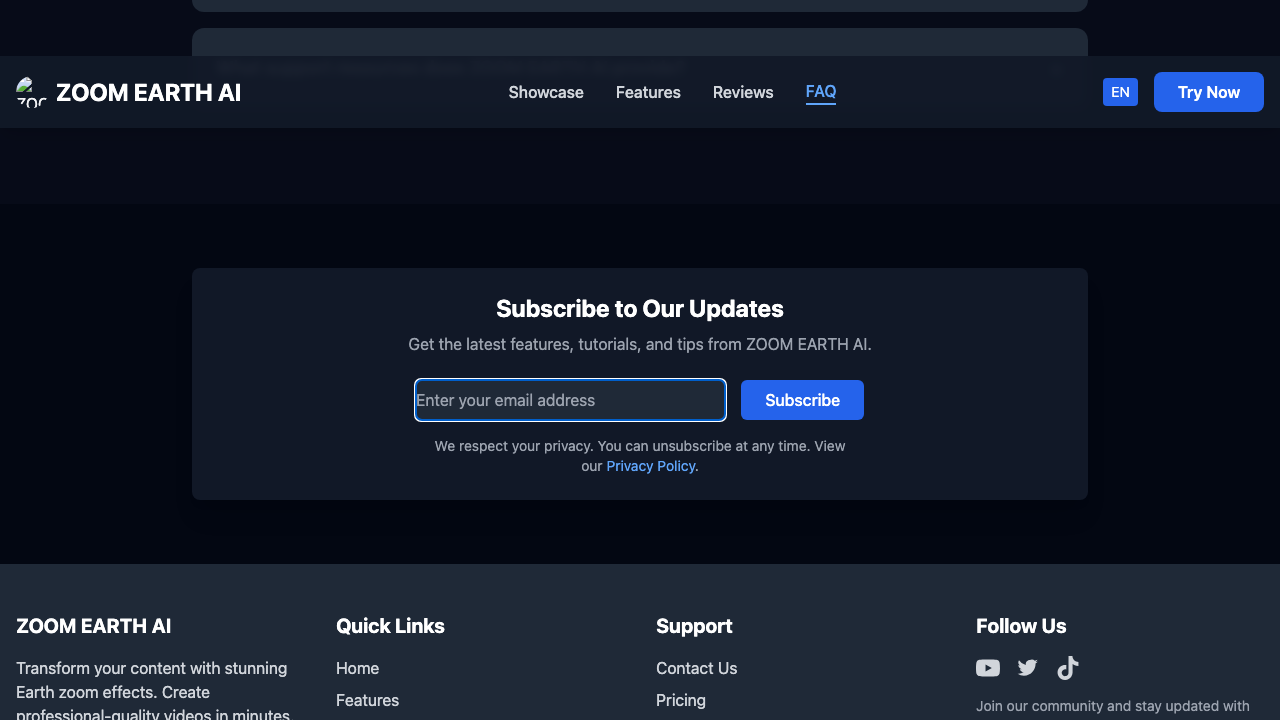 ZOOM EARTH AI
Showcase
Features
Reviews
FAQ
EN
Try Now
Subscribe to Our Updates
Get the latest features, tutorials, and tips from ZOOM EARTH AI.
Enter your email address
Subscribe
We respect your privacy. You can unsubscribe at any time. View
our Privacy Policy.
ZOOM EARTH AI
Transform your content with stunning
Earth zoom effects. Create
professional-quality videos in minutes
Quick Links
Home
Features
Support
Contact Us
Pricing
Follow Us
Join our community and stay updated with